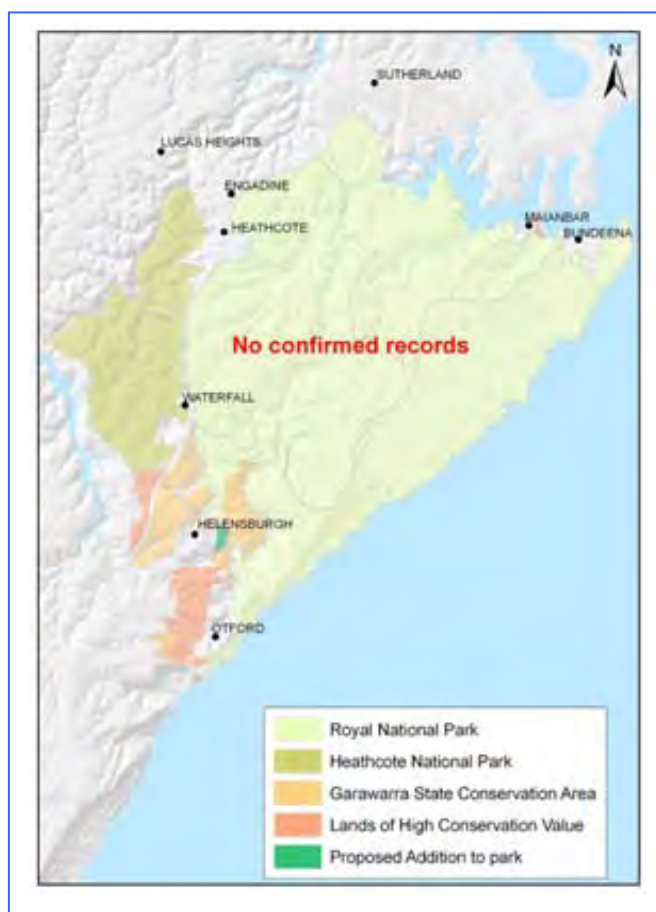 N
SUTHERLAND
LUCAS HEIGHTS
ENGADINE
HEATHCOTE
MAIANBAR
BUNDEENA
No confirmed records
WATERFALL
HELENSBURGH
OTFORD
Royal National Park
Heathcote National Park
Garawarra State Conservation Area
Lands of High Conservation Value
Proposed Addition to park